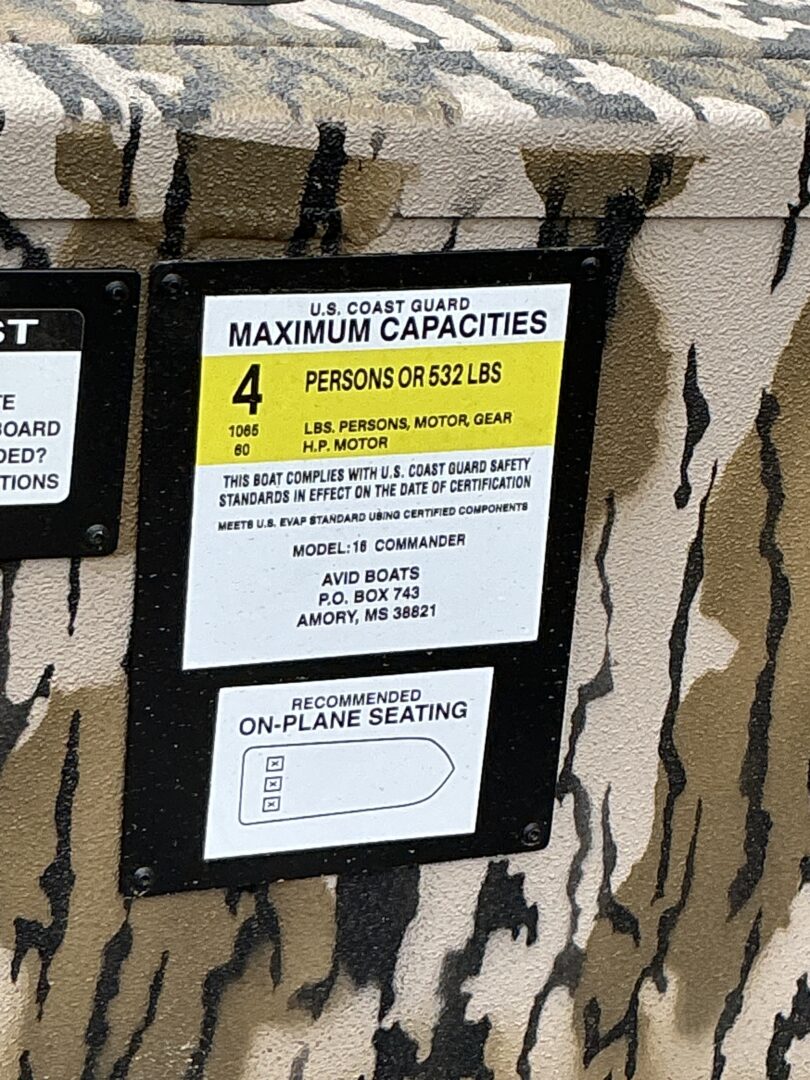 ST
TE
BOARD
DED?
TIONS
U.S. COAST GUARD
MAXIMUM CAPACITIES
4 PERSONS OR 532 LBS
1065 LBS. PERSONS, MOTOR, GEAR
60 H.P. MOTOR
THIS BOAT COMPLIES WITH U.S. COAST GUARD SAFETY
STANDARDS IN EFFECT ON THE DATE OF CERTIFICATION
MEETS U.S. EVAP STANDARD USING CERTIFIED COMPONENTS
MODEL: 16 COMMANDER
AVID BOATS
P.O. BOX 743
AMORY, MS 38821
RECOMMENDED
ON-PLANE SEATING